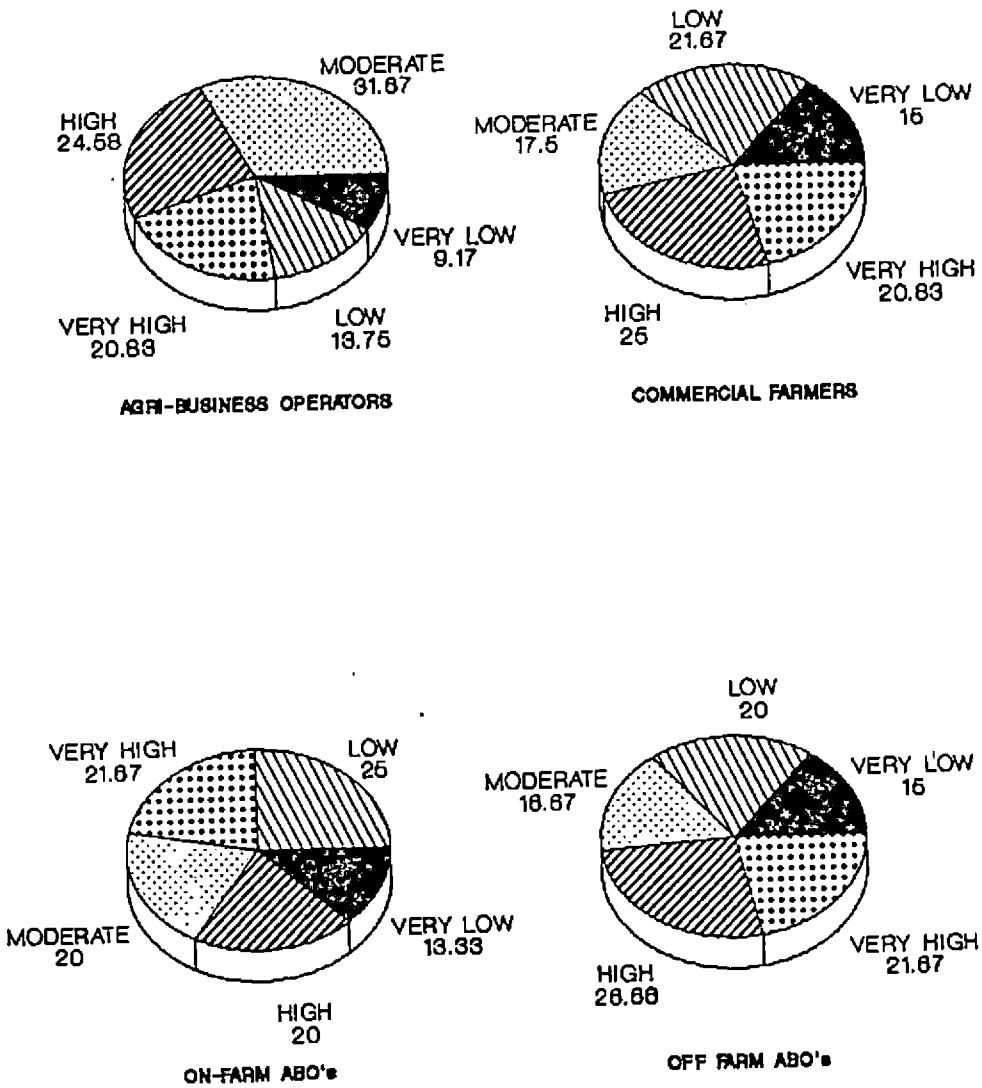 MODERATE
31.67
HIGH
24.58
VERY LOW
9.17
VERY HIGH
20.83
LOW
13.75
AGRI-BUSINESS OPERATORS
LOW
21.67
VERY LOW
15
MODERATE
17.5
VERY HIGH
20.83
HIGH
25
COMMERCIAL FARMERS
VERY HIGH
21.67
LOW
25
MODERATE
20
VERY LOW
13.33
HIGH
20
ON-FARM ABO's
LOW
20
VERY LOW
15
MODERATE
16.67
VERY HIGH
21.67
HIGH
26.66
OFF FARM ABO's